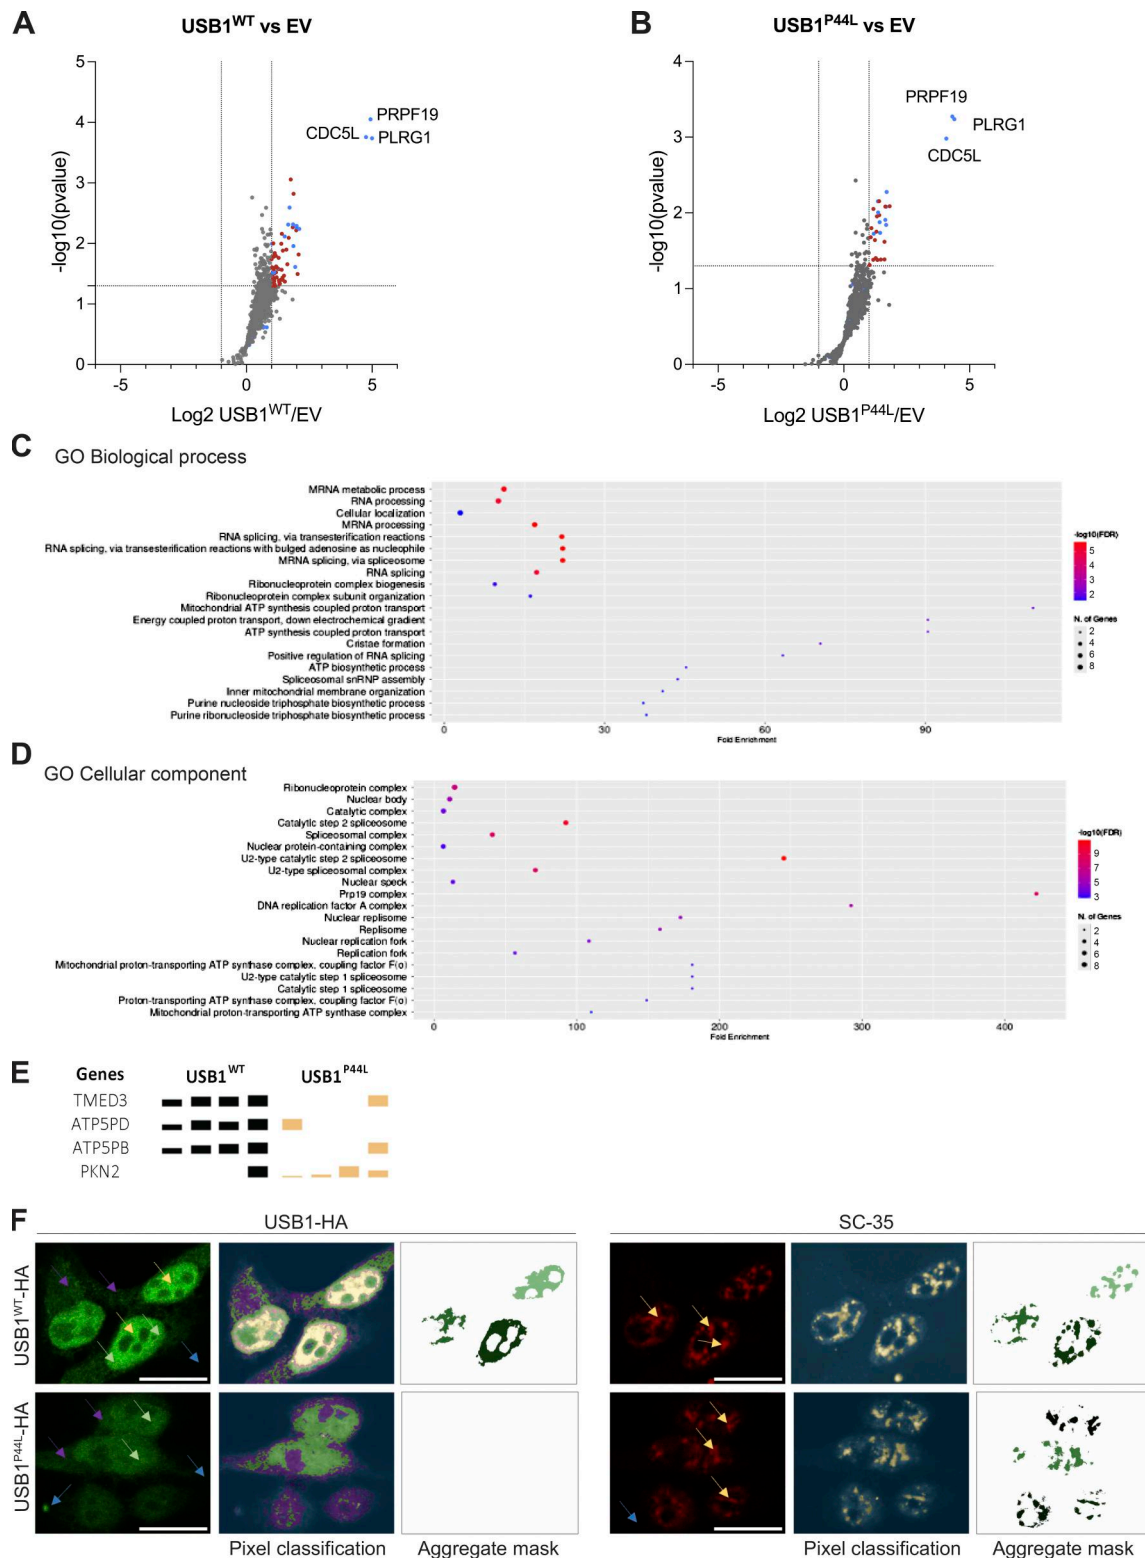 A
USB1WT vs EV
5
4
3
2
1
0
-log10(pvalue)
PRPF19
CDC5L
PLRG1
-5
0
5
Log2 USB1WT/EV
B
USB1P44L vs EV
4
3
2
1
0
-log10(pvalue)
PRPF19
PLRG1
CDC5L
-5
0
5
Log2 USB1P44L/EV
C
GO Biological process
MRNA metabolic process
RNA processing
Cellular localization
MRNA processing
RNA splicing, via transesterification reactions
RNA splicing, via transesterification reactions with bulged adenosine as nucleophile
MRNA splicing, via spliceosome
RNA splicing
Ribonucleoprotein complex biogenesis
Ribonucleoprotein complex subunit organization
Mitochondrial ATP synthesis coupled proton transport
Energy coupled proton transport, down electrochemical gradient
ATP synthesis coupled proton transport
Cristae formation
Positive regulation of RNA splicing
ATP biosynthetic process
Spliceosomal snRNP assembly
Inner mitochondrial membrane organization
Purine nucleoside triphosphate biosynthetic process
Purine ribonucleoside triphosphate biosynthetic process
0
30
60
90
Fold Enrichment
-log10(FDR)
5
4
3
2
N. of Genes
2
4
6
8
D
GO Cellular component
Ribonucleoprotein complex
Nuclear body
Catalytic complex
Catalytic step 2 spliceosome
Spliceosomal complex
Nuclear protein-containing complex
U2-type catalytic step 2 spliceosome
U2-type spliceosomal complex
Nuclear speck
Prp19 complex
DNA replication factor A complex
Nuclear replisome
Replisome
Nuclear replication fork
Replication fork
Mitochondrial proton-transporting ATP synthase complex, coupling factor F(o)
U2-type catalytic step 1 spliceosome
Catalytic step 1 spliceosome
Proton-transporting ATP synthase complex, coupling factor F(o)
Mitochondrial proton-transporting ATP synthase complex
0
100
200
300
400
Fold Enrichment
-log10(FDR)
9
7
5
3
N. of Genes
2
4
6
8
E
Genes
USB1WT
USB1P44L
TMED3
ATP5PD
ATP5PB
PKN2
F
USB1-HA
SC-35
USB1WT-HA
USB1P44L-HA
Pixel classification
Aggregate mask
Pixel classification
Aggregate mask